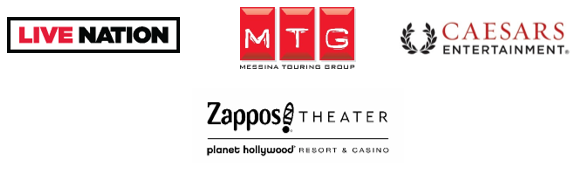 LIVE NATION
MTG
MESSINA TOURING GROUP
CAESARS
ENTERTAINMENT®
Zappos THEATER
planet hollywood® RESORT & CASINO